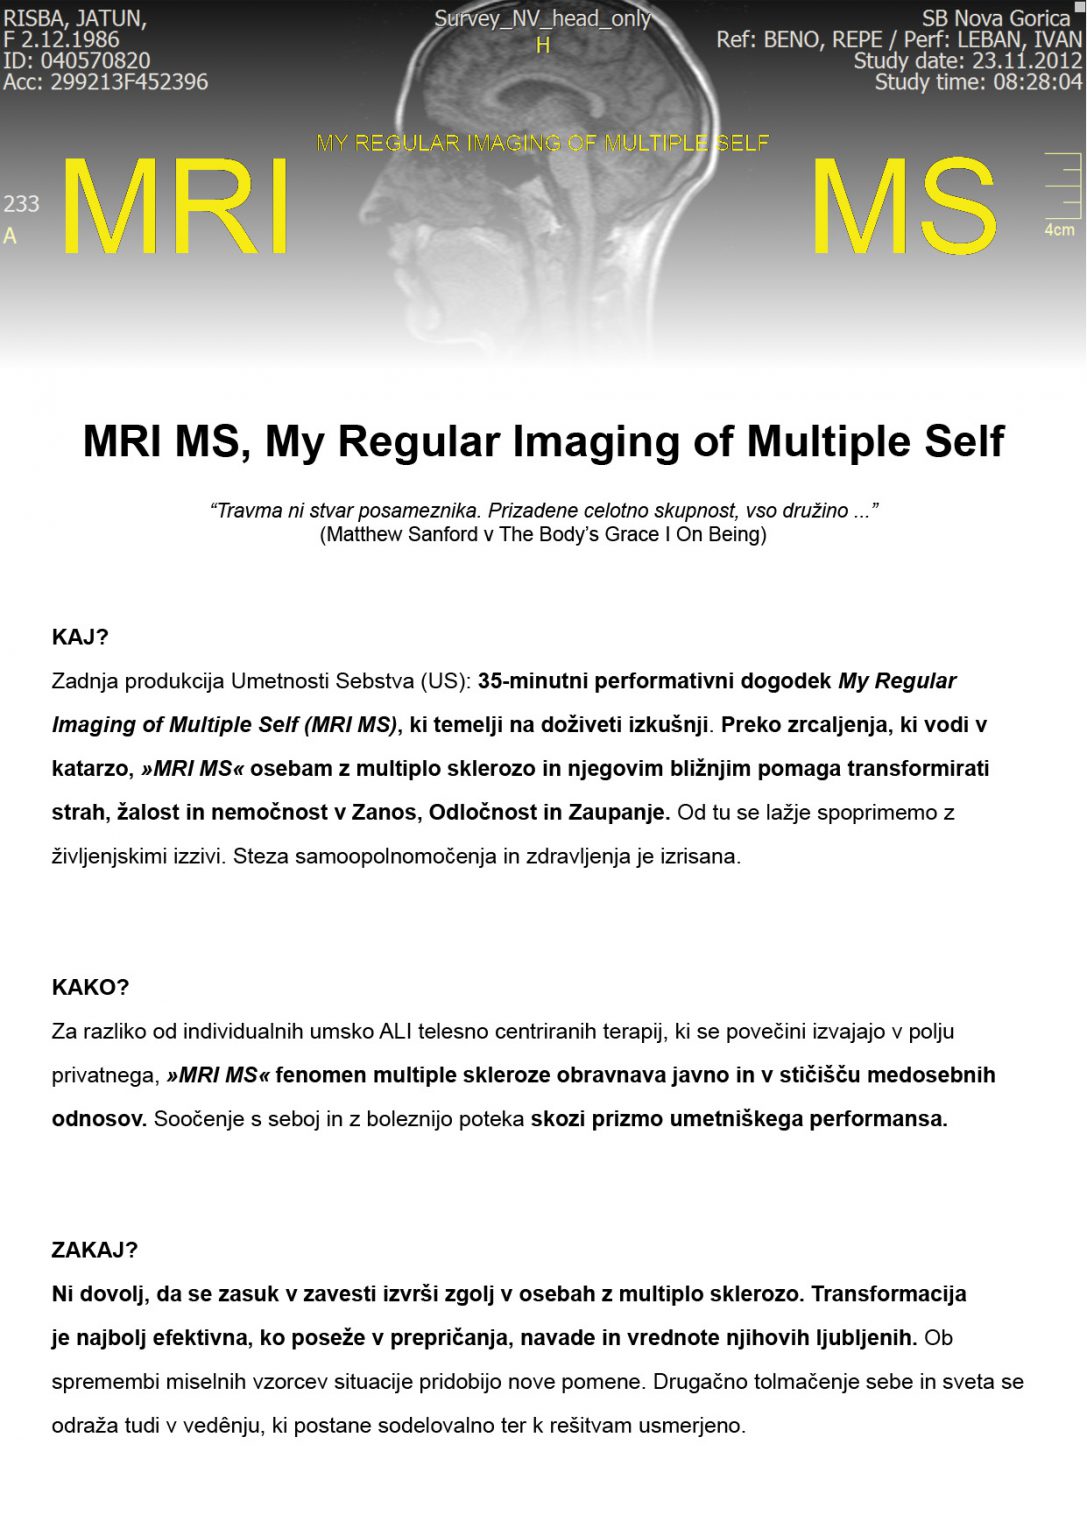 RISBA, JATUN,
F 2.12.1986
ID: 040570820
Acc: 299213F452396
Survey_NV_head_only
H
SB Nova Gorica
Ref: BENO, REPE / Perf: LEBAN, IVAN
Study date: 23.11.2012
Study time: 08:28:04
MY REGULAR IMAGING OF MULTIPLE SELF
MRI
MS
233
A
4cm
MRI MS, My Regular Imaging of Multiple Self
“Travma ni stvar posameznika. Prizadene celotno skupnost, vso družino ...”
(Matthew Sanford v The Body’s Grace I On Being)
KAJ?
Zadnja produkcija Umetnosti Sebstva (US): 35-minutni performativni dogodek My Regular
Imaging of Multiple Self (MRI MS), ki temelji na doživeti izkušnji. Preko zrcaljenja, ki vodi v
katarzo, »MRI MS« osebam z multiplo sklerozo in njegovim bližnjim pomaga transformirati
strah, žalost in nemočnost v Zanos, Odločnost in Zaupanje. Od tu se lažje spoprimemo z
življenjskimi izzivi. Steza samoopolnomočenja in zdravljenja je izrisana.
KAKO?
Za razliko od individualnih umsko ALI telesno centriranih terapij, ki se povečini izvajajo v polju
privatnega, »MRI MS« fenomen multiple skleroze obravnava javno in v stičišču medosebnih
odnosov. Soočenje s seboj in z boleznijo poteka skozi prizmo umetniškega performansa.
ZAKAJ?
Ni dovolj, da se zasuk v zavesti izvrši zgolj v osebah z multiplo sklerozo. Transformacija
je najbolj efektivna, ko poseže v prepričanja, navade in vrednote njihovih ljubljenih. Ob
spremembi miselnih vzorcev situacije pridobijo nove pomene. Drugačno tolmačenje sebe in sveta se
odraža tudi v vedênju, ki postane sodelovalno ter k rešitvam usmerjeno.